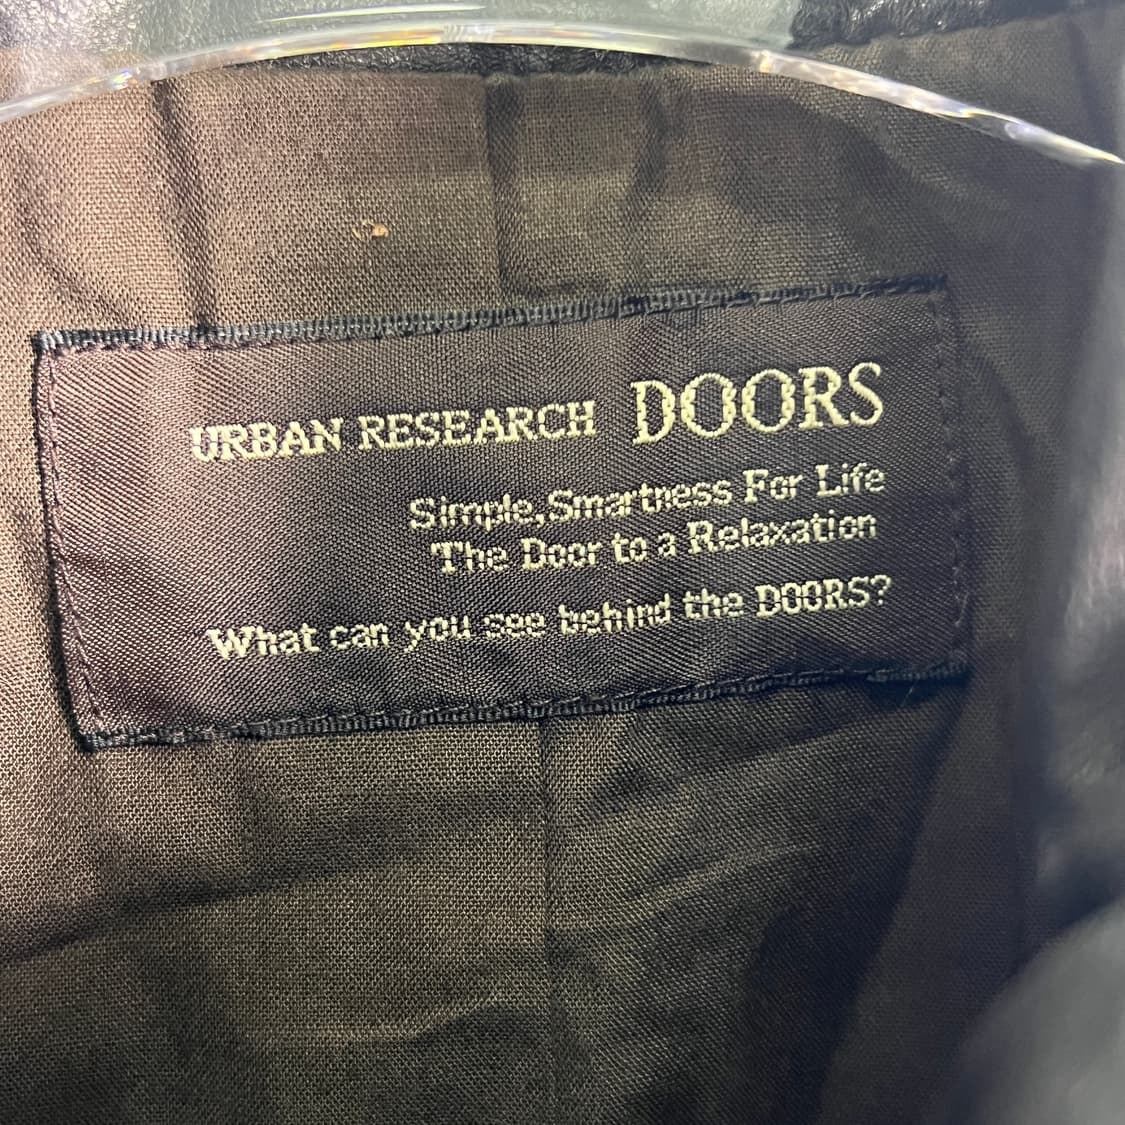 URBAN RESEARCH DOORS
Simple,Smartness For Life
The Door to a Relaxation
What can you see behind the DOORS?